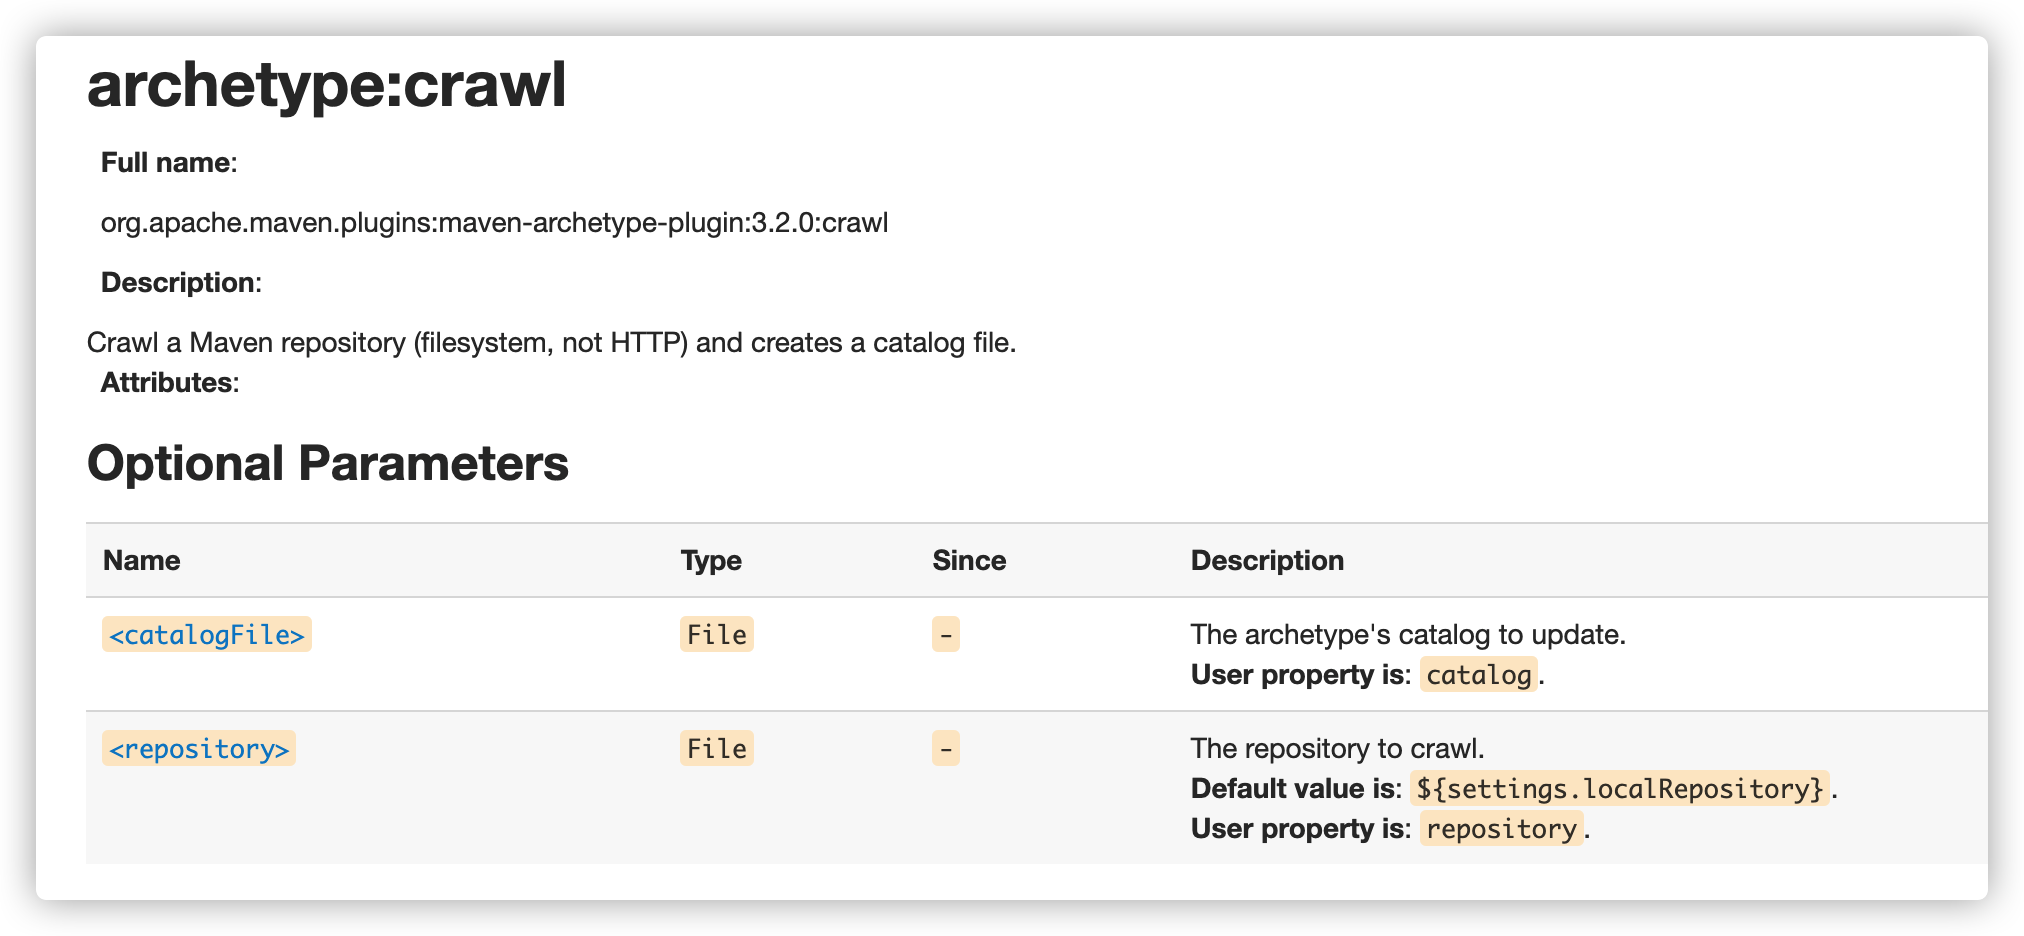 archetype:crawl
Full name:
org.apache.maven.plugins:maven-archetype-plugin:3.2.0:crawl
Description:
Crawl a Maven repository (filesystem, not HTTP) and creates a catalog file.
Attributes:
Optional Parameters
Name Type Since Description
<catalogFile> File - The archetype's catalog to update.
User property is: catalog.
<repository> File - The repository to crawl.
Default value is: ${settings.localRepository}.
User property is: repository.